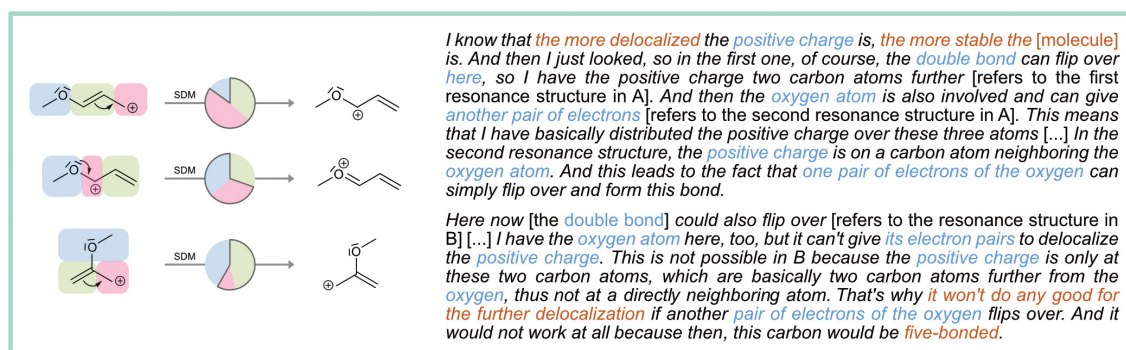 I know that the more delocalized the positive charge is, the more stable the [molecule]
is. And then I just looked, so in the first one, of course, the double bond can flip over
here, so I have the positive charge two carbon atoms further [refers to the first
resonance structure in A]. And then the oxygen atom is also involved and can give
another pair of electrons [refers to the second resonance structure in A]. This means
that I have basically distributed the positive charge over these three atoms [...] In the
second resonance structure, the positive charge is on a carbon atom neighboring the
oxygen atom. And this leads to the fact that one pair of electrons of the oxygen can
simply flip over and form this bond.
Here now [the double bond] could also flip over [refers to the resonance structure in
B] [...] I have the oxygen atom here, too, but it can't give its electron pairs to delocalize
the positive charge. This is not possible in B because the positive charge is only at
these two carbon atoms, which are basically two carbon atoms further from the
oxygen, thus not at a directly neighboring atom. That's why it won't do any good for
the further delocalization if another pair of electrons of the oxygen flips over. And it
would not work at all because then, this carbon would be five-bonded.
O
⊕
SDM
O
⊕
O
⊕
SDM
O
⊕
IO
⊕
SDM
IO
⊕